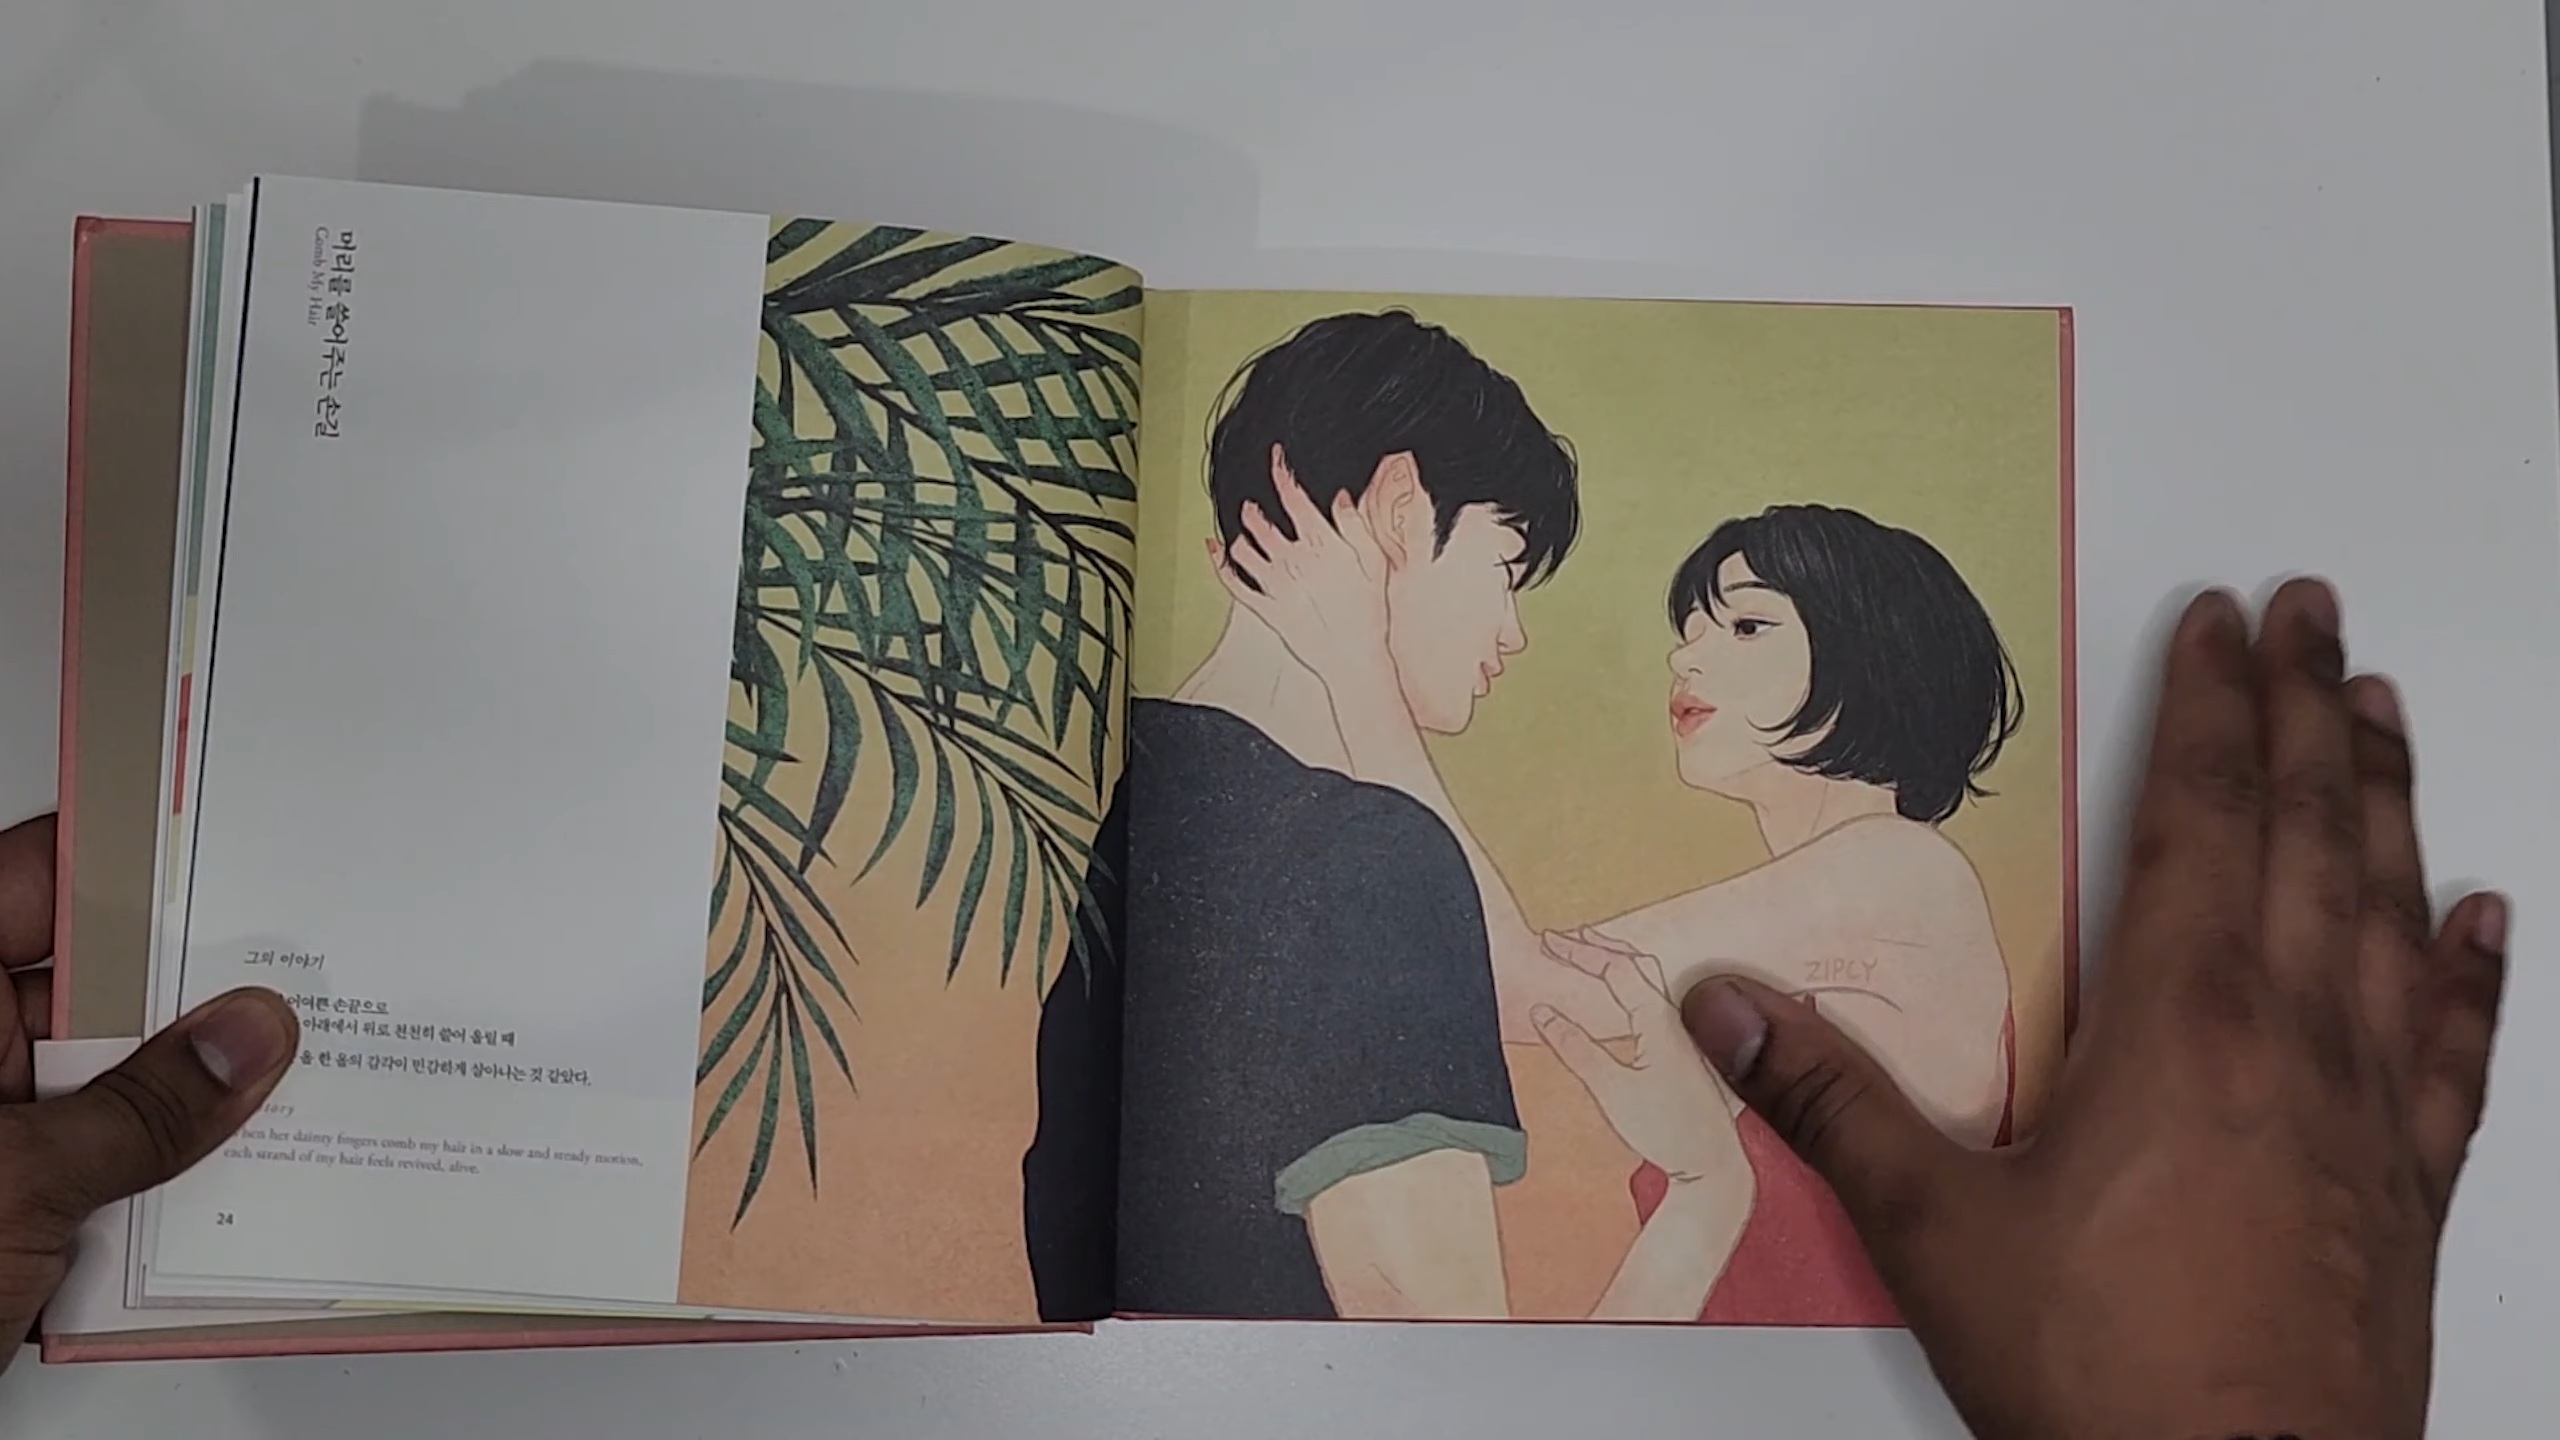 머리를 쓸어주는 손길
Comb My Hair
그의 이야기
어여쁜 손끝으로
아래에서 위로 천천히 쓸어 올릴 때
올 한 올의 감각이 민감하게 살아나는 것 같았다.
hen her dainty fingers comb my hair in a slow and steady motion,
each strand of my hair feels revived, alive.
24
ZIPCY